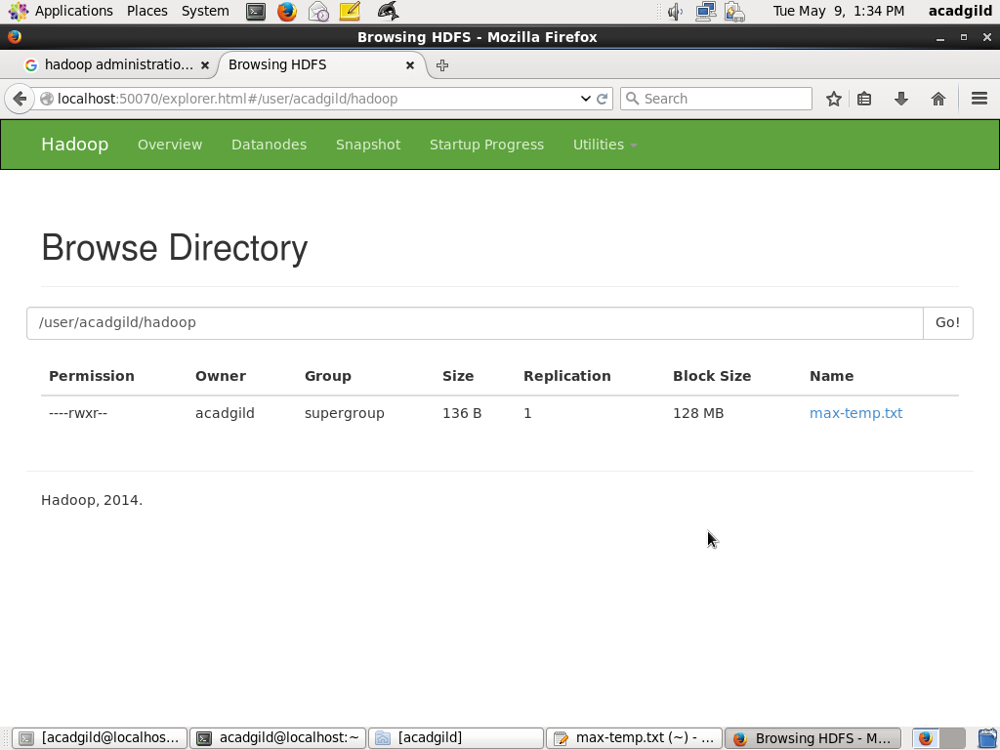 Applications Places System Tue May 9, 1:34 PM acadgild
Browsing HDFS - Mozilla Firefox
hadoop administratio... Browsing HDFS
localhost:50070/explorer.html#/user/acadgild/hadoop Search
Hadoop Overview Datanodes Snapshot Startup Progress Utilities
Browse Directory
/user/acadgild/hadoop Go!
Permission Owner Group Size Replication Block Size Name
----rwxr-- acadgild supergroup 136 B 1 128 MB max-temp.txt
Hadoop, 2014.
[acadgild@localhos... acadgild@localhost:~ [acadgild] max-temp.txt (~) - ... Browsing HDFS - M...